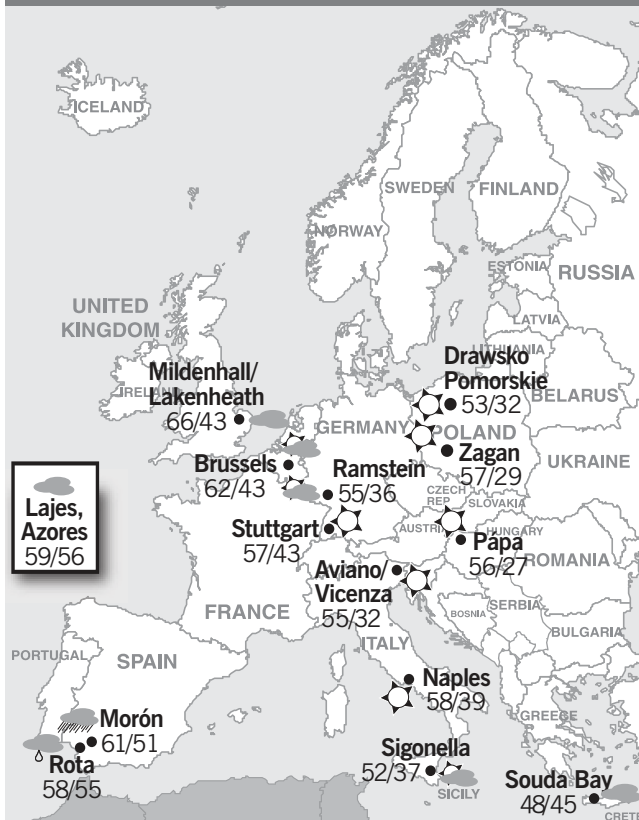 ICELAND
SWEDEN
FINLAND
NORWAY
ESTONIA
RUSSIA
LATVIA
LITHUANIA
UNITED
KINGDOM
IRELAND
Mildenhall/
Lakenheath
66/43
Drawsko
Pomorskie
53/32
BELARUS
GERMANY
POLAND
Zagan
57/29
UKRAINE
Brussels
62/43
Ramstein
55/36
Lajes,
Azores
59/56
CZECH
REP.
SLOVAKIA
Stuttgart
57/43
AUSTRIA
HUNGARY
Pápa
56/27
ROMANIA
Aviano/
Vicenza
55/32
FRANCE
BOSNIA
SERBIA
BULGARIA
ITALY
PORTUGAL
SPAIN
Naples
58/39
GREECE
Morón
61/51
Rota
58/55
Sigonella
52/37
SICILY
Souda Bay
48/45
CRETE